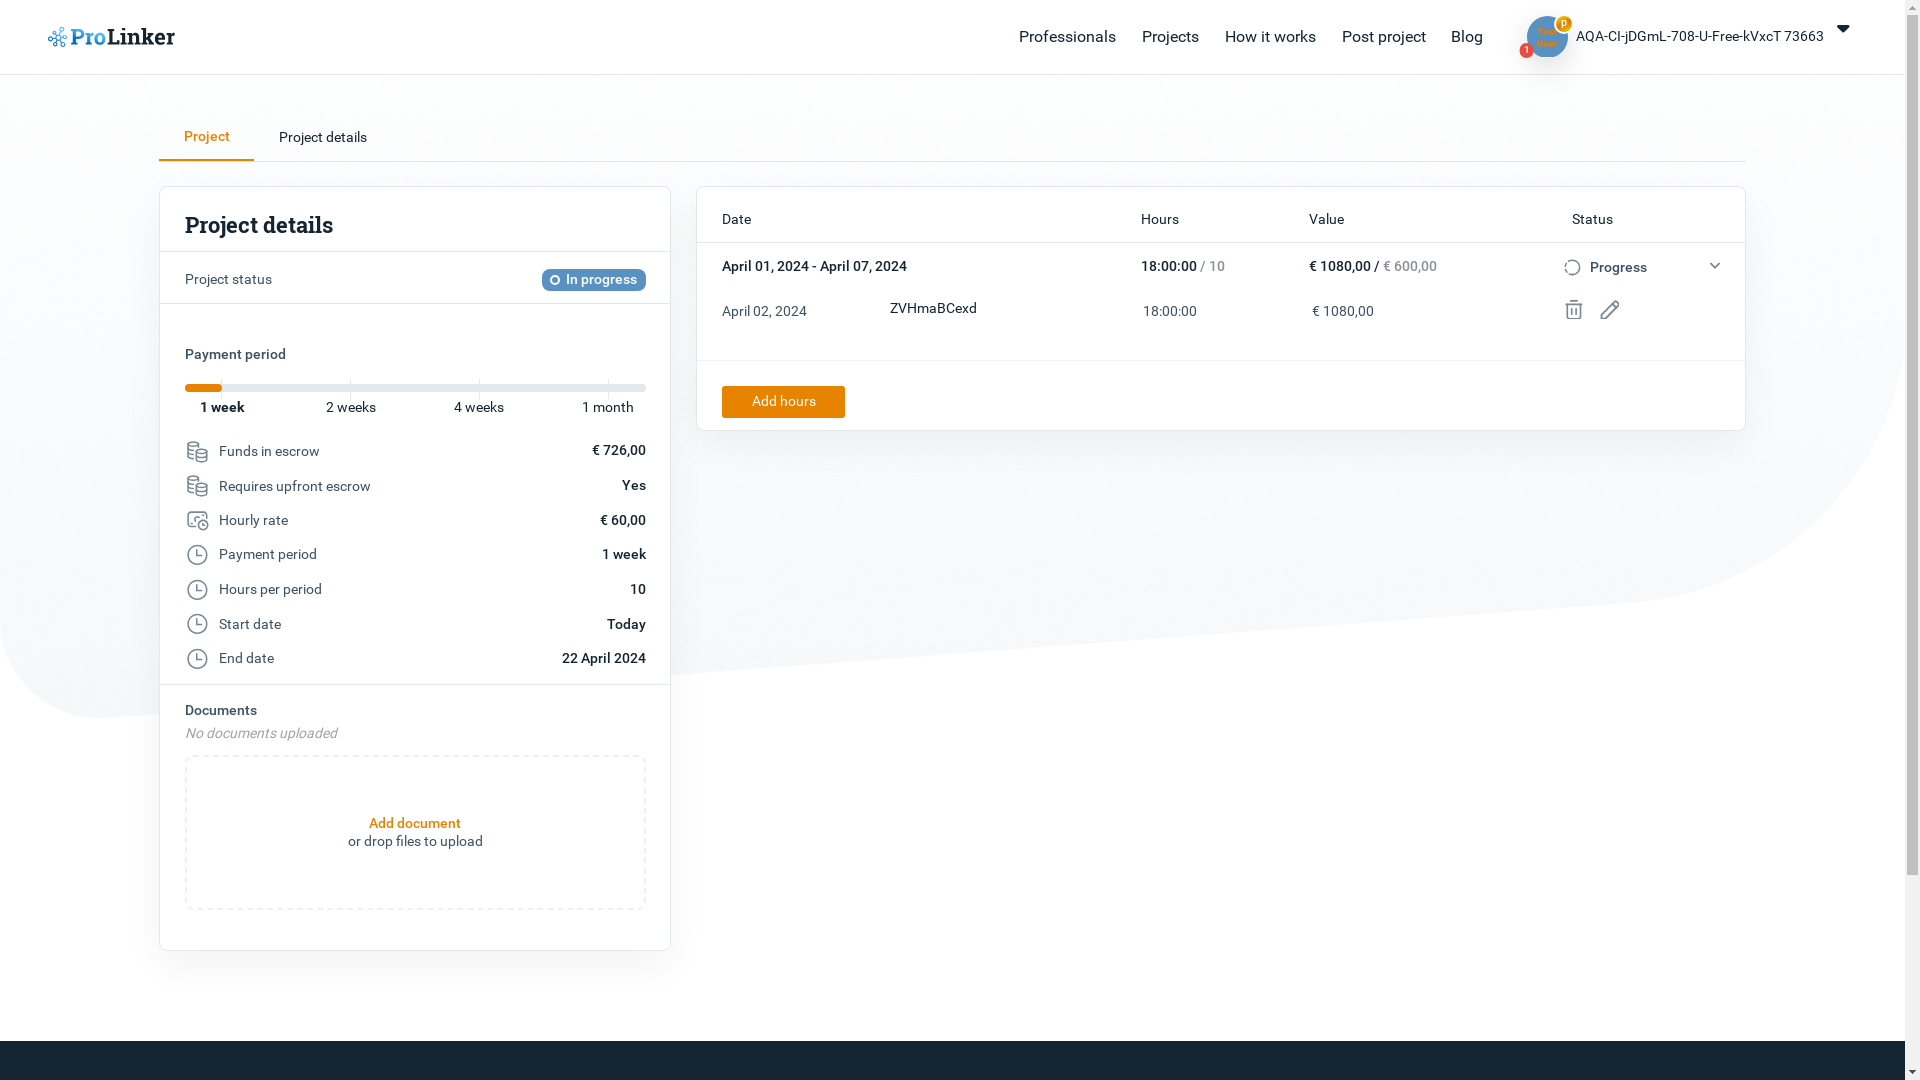 ProLinker
Professionals
Projects
How it works
Post project
Blog
p
1
AQA-CI-jDGmL-708-U-Free-kVxcT 73663
Project
Project details
Project details
Project status
In progress
Payment period
1 week
2 weeks
4 weeks
1 month
Funds in escrow
€ 726,00
Requires upfront escrow
Yes
Hourly rate
€ 60,00
Payment period
1 week
Hours per period
10
Start date
Today
End date
22 April 2024
Documents
No documents uploaded
Add document
or drop files to upload
Date
Hours
Value
Status
April 01, 2024 - April 07, 2024
18:00:00 / 10
€ 1080,00 / € 600,00
Progress
April 02, 2024
ZVHmaBCexd
18:00:00
€ 1080,00
Add hours